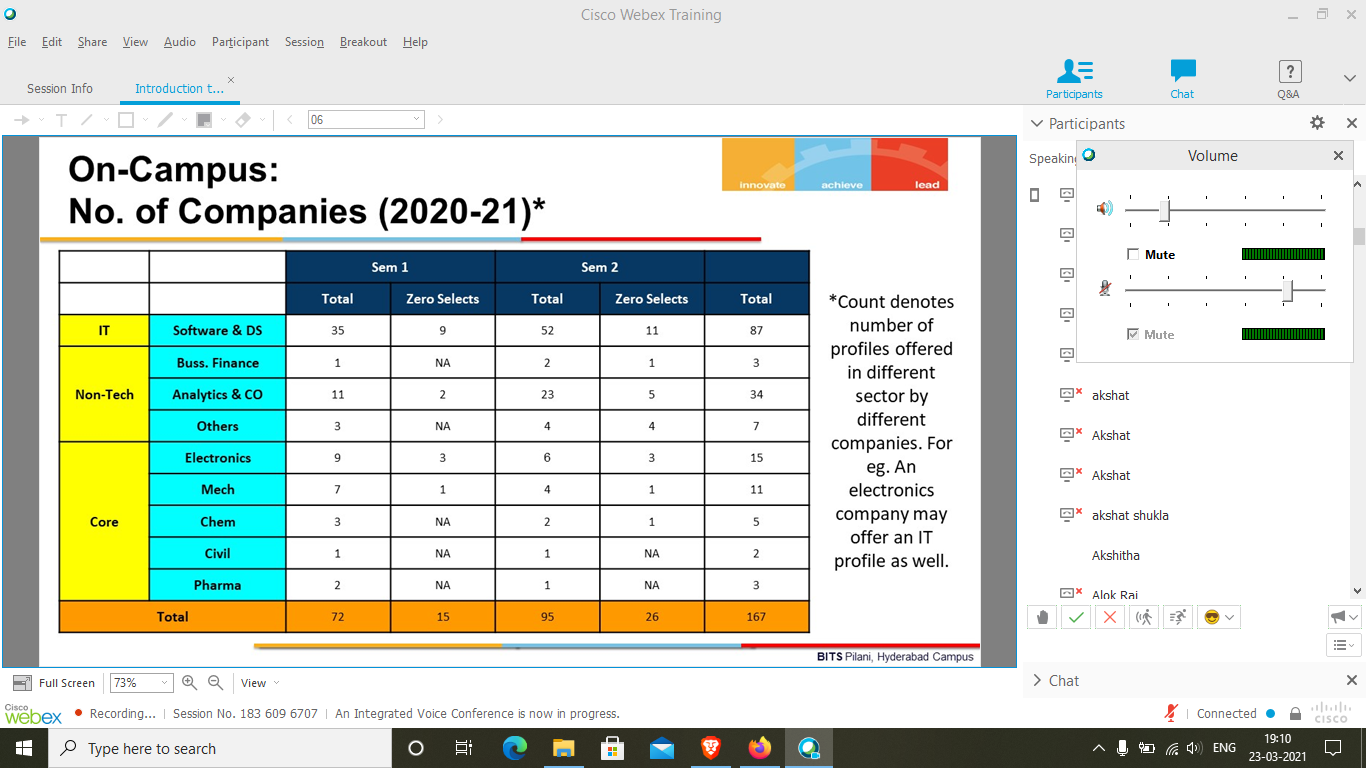 Cisco Webex Training
File Edit Share View Audio Participant Session Breakout Help
Session Info
Introduction t...
Participants
Chat
Q&A
06
On-Campus:
No. of Companies (2020-21)*
innovate achieve lead
Sem 1 Sem 2
Total Zero Selects Total Zero Selects Total
IT Software & DS 35 9 52 11 87
Non-Tech
Buss. Finance 1 NA 2 1 3
Analytics & CO 11 2 23 5 34
Others 3 NA 4 4 7
Core
Electronics 9 3 6 3 15
Mech 7 1 4 1 11
Chem 3 NA 2 1 5
Civil 1 NA 1 NA 2
Pharma 2 NA 1 NA 3
Total 72 15 95 26 167
*Count denotes
number of
profiles offered
in different
sector by
different
companies. For
eg. An
electronics
company may
offer an IT
profile as well.
BITS Pilani, Hyderabad Campus
Participants
Speaking
Volume
Mute
Mute
akshat
Akshat
Akshat
akshat shukla
Akshitha
Alok Raj
Chat
Full Screen 73% View
Cisco webex
Recording... Session No. 183 609 6707 An Integrated Voice Conference is now in progress.
Connected
CISCO
Type here to search
ENG
19:10
23-03-2021